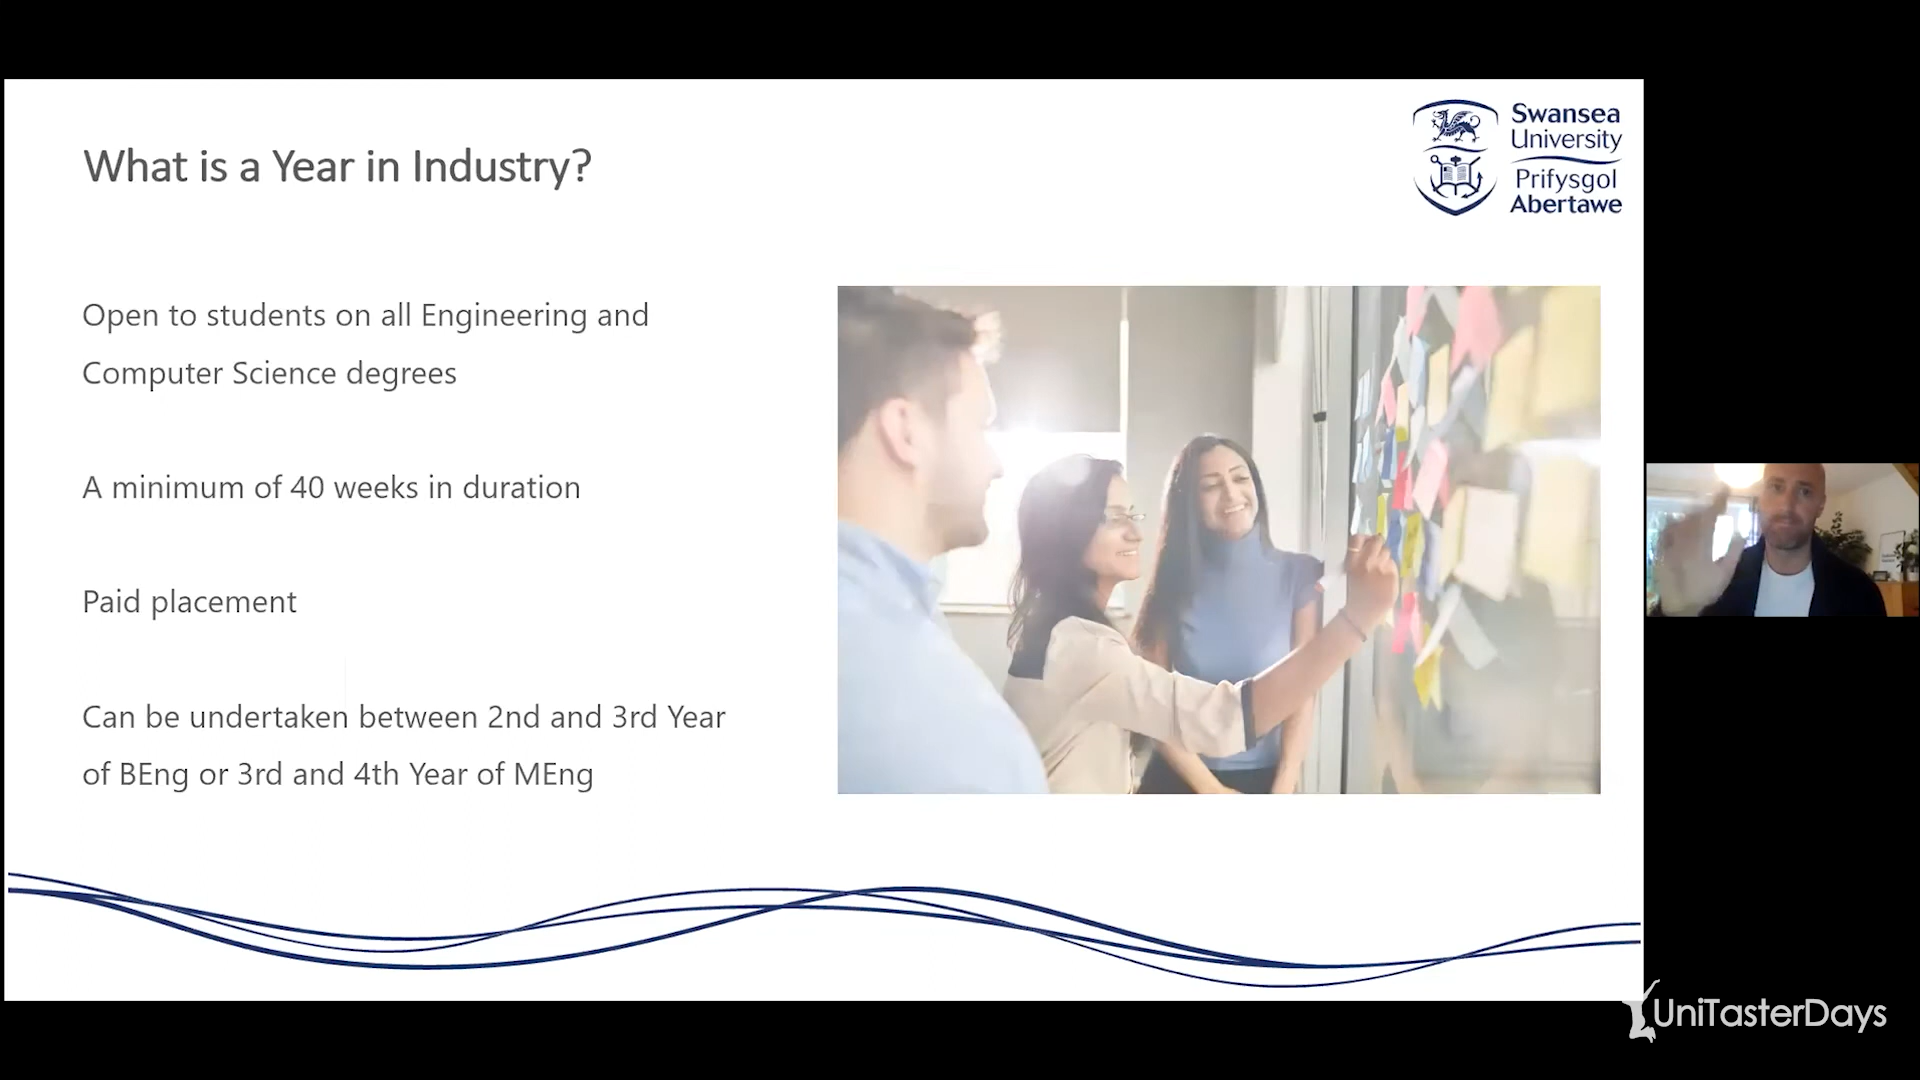 What is a Year in Industry?
Swansea
University
Prifysgol
Abertawe
Open to students on all Engineering and
Computer Science degrees
A minimum of 40 weeks in duration
Paid placement
Can be undertaken between 2nd and 3rd Year
of BEng or 3rd and 4th Year of MEng
UniTasterDays